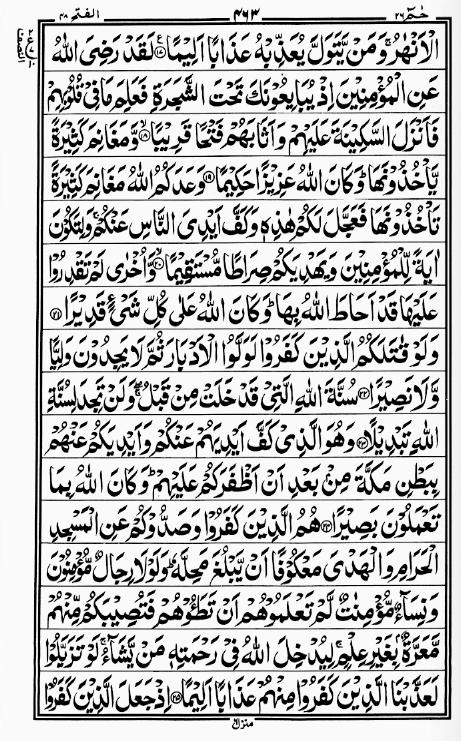 حٰمٓ ٢٦ ٤٦٣ الفتح ٤٨
الۡاَنۡهٰرُ ۚ وَمَنۡ يَّتَوَلَّ يُعَذِّبۡهُ عَذَابًا اَلِيۡمًا ﴿١٧﴾ لَقَدۡ رَضِىَ اللّٰهُ
عَنِ الۡمُؤۡمِنِيۡنَ اِذۡ يُبَايِعُوۡنَكَ تَحۡتَ الشَّجَرَةِ فَعَلِمَ مَا فِىۡ قُلُوۡبِهِمۡ
فَاَنۡزَلَ السَّكِيۡنَةَ عَلَيۡهِمۡ وَاَثَابَهُمۡ فَتۡحًا قَرِيۡبًا ﴿١٨﴾ وَّمَغَانِمَ كَثِيۡرَةً
يَّاۡخُذُوۡنَهَا ؕ وَكَانَ اللّٰهُ عَزِيۡزًا حَكِيۡمًا ﴿١٩﴾ وَعَدَكُمُ اللّٰهُ مَغَانِمَ كَثِيۡرَةً
تَاۡخُذُوۡنَهَا فَعَجَّلَ لَكُمۡ هٰذِهٖ وَكَفَّ اَيۡدِىَ النَّاسِ عَنۡكُمۡ ۚ وَلِتَكُوۡنَ
اٰيَةً لِّلۡمُؤۡمِنِيۡنَ وَيَهۡدِيَكُمۡ صِرَاطًا مُّسۡتَقِيۡمًا ﴿٢٠﴾ وَّاُخۡرٰى لَمۡ تَقۡدِرُوۡا
عَلَيۡهَا قَدۡ اَحَاطَ اللّٰهُ بِهَا ؕ وَكَانَ اللّٰهُ عَلٰى كُلِّ شَىۡءٍ قَدِيۡرًا ﴿٢١﴾
وَلَوۡ قٰتَلَكُمُ الَّذِيۡنَ كَفَرُوۡا لَوَلَّوُا الۡاَدۡبَارَ ثُمَّ لَا يَجِدُوۡنَ وَلِيًّا
وَّلَا نَصِيۡرًا ﴿٢٢﴾ سُنَّةَ اللّٰهِ الَّتِىۡ قَدۡ خَلَتۡ مِنۡ قَبۡلُ ۖۚ وَلَنۡ تَجِدَ لِسُنَّةِ
اللّٰهِ تَبۡدِيۡلًا ﴿٢٣﴾ وَهُوَ الَّذِىۡ كَفَّ اَيۡدِيَهُمۡ عَنۡكُمۡ وَاَيۡدِيَكُمۡ عَنۡهُمۡ
بِبَطۡنِ مَكَّةَ مِنۡۢ بَعۡدِ اَنۡ اَظۡفَرَكُمۡ عَلَيۡهِمۡ ؕ وَكَانَ اللّٰهُ بِمَا
تَعۡمَلُوۡنَ بَصِيۡرًا ﴿٢٤﴾ هُمُ الَّذِيۡنَ كَفَرُوۡا وَصَدُّوۡكُمۡ عَنِ الۡمَسۡجِدِ
الۡحَرَامِ وَالۡهَدۡىَ مَعۡكُوۡفًا اَنۡ يَّبۡلُغَ مَحِلَّهٗ ؕ وَلَوۡلَا رِجَالٌ مُّؤۡمِنُوۡنَ
وَنِسَآءٌ مُّؤۡمِنٰتٌ لَّمۡ تَعۡلَمُوۡهُمۡ اَنۡ تَطَـُٔوۡهُمۡ فَتُصِيۡبَكُمۡ مِّنۡهُمۡ
مَّعَرَّةٌۢ بِغَيۡرِ عِلۡمٍ ۚ لِيُدۡخِلَ اللّٰهُ فِىۡ رَحۡمَتِهٖ مَنۡ يَّشَآءُ ۚ لَوۡ تَزَيَّلُوۡا
لَعَذَّبۡنَا الَّذِيۡنَ كَفَرُوۡا مِنۡهُمۡ عَذَابًا اَلِيۡمًا ﴿٢٥﴾ اِذۡ جَعَلَ الَّذِيۡنَ كَفَرُوۡا
منزل